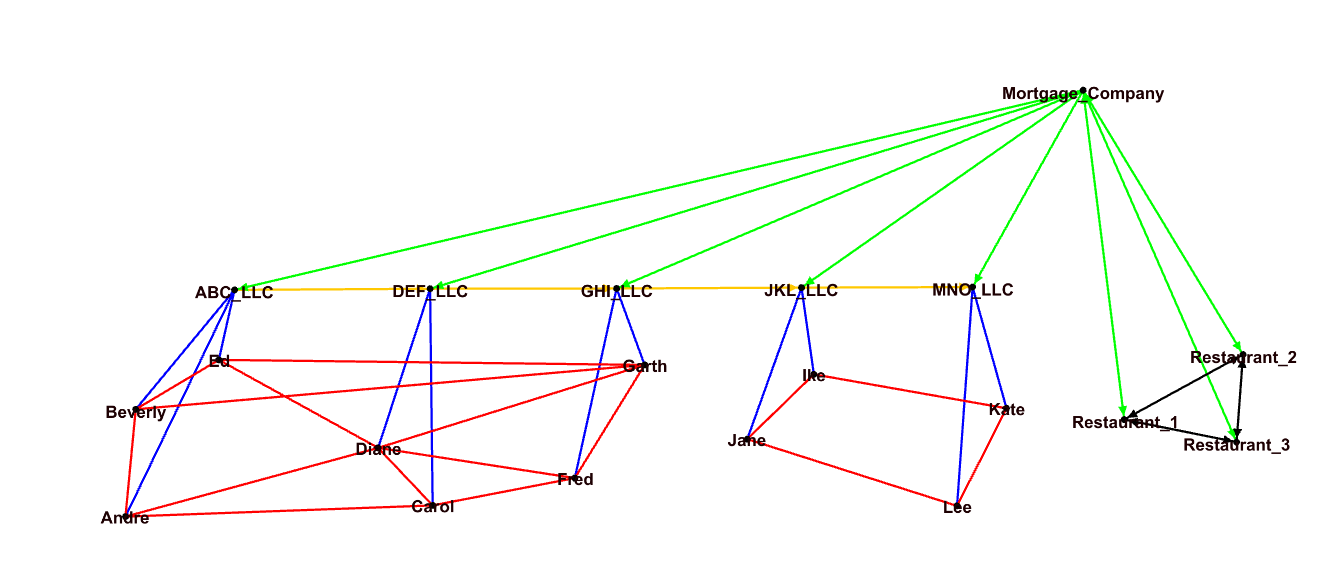 Mortgage_Company
ABC_LLC
DEF_LLC
GHI_LLC
JKL_LLC
MNO_LLC
Ed
Garth
Ike
Restaurant_2
Beverly
Kate
Restaurant_1
Diane
Jane
Restaurant_3
Fred
Carol
Lee
Andre